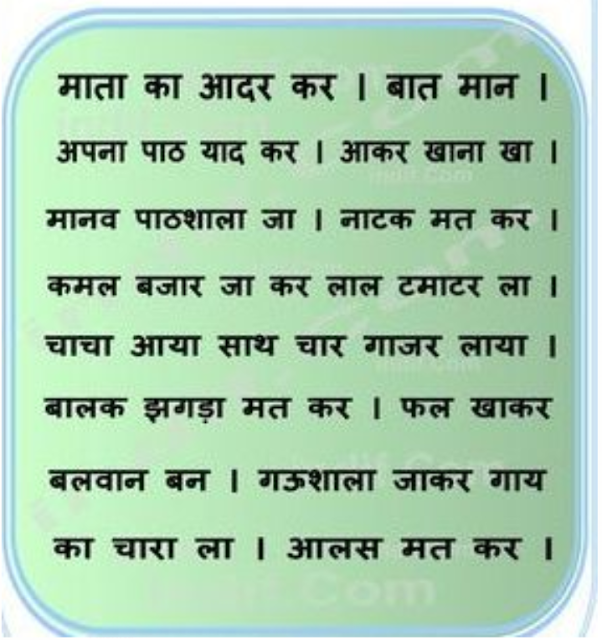 माता का आदर कर । बात मान ।
अपना पाठ याद कर । आकर खाना खा ।
मानव पाठशाला जा । नाटक मत कर ।
कमल बजार जा कर लाल टमाटर ला ।
चाचा आया साथ चार गाजर लाया ।
बालक झगड़ा मत कर । फल खाकर
बलवान बन । गऊशाला जाकर गाय
का चारा ला । आलस मत कर ।